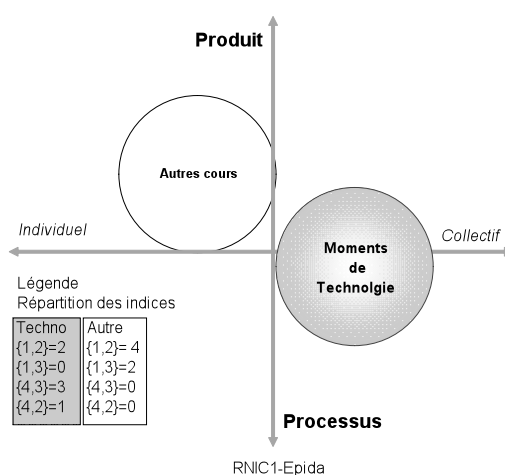 Produit
Autres cours
Individuel
Collectif
Moments
de
Technolgie
Légende
Répartition des indices
Techno
{1,2}=2
{1,3}=0
{4,3}=3
{4,2}=1
Autre
{1,2}= 4
{1,3}=2
{4,3}=0
{4,2}=0
Processus
RNIC1-Epida